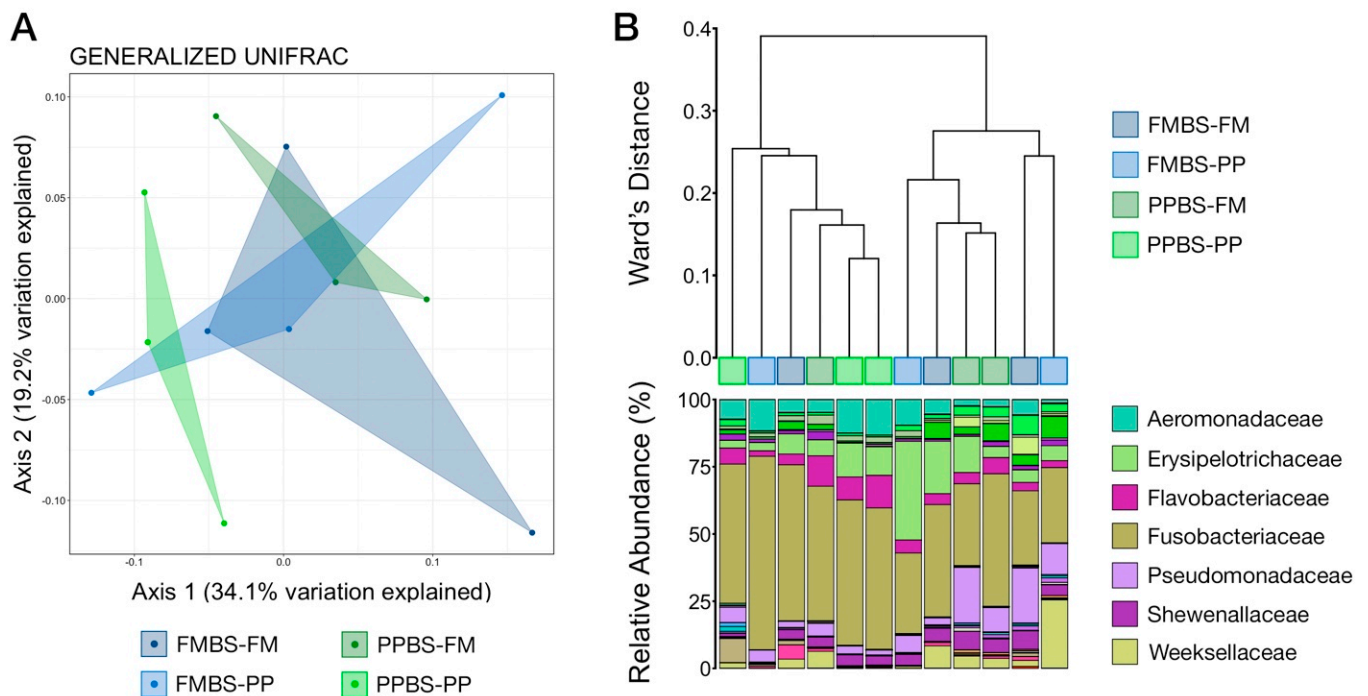 A
GENERALIZED UNIFRAC
0.10
0.05
0.00
-0.05
-0.10
-0.1
0.0
0.1
Axis 2 (19.2% variation explained)
Axis 1 (34.1% variation explained)
FMBS-FM
PPBS-FM
FMBS-PP
PPBS-PP
B
0.4
0.3
0.2
0.1
0.0
Ward's Distance
FMBS-FM
FMBS-PP
PPBS-FM
PPBS-PP
100
75
50
25
0
Relative Abundance (%)
Aeromonadaceae
Erysipelotrichaceae
Flavobacteriaceae
Fusobacteriaceae
Pseudomonadaceae
Shewenallaceae
Weeksellaceae